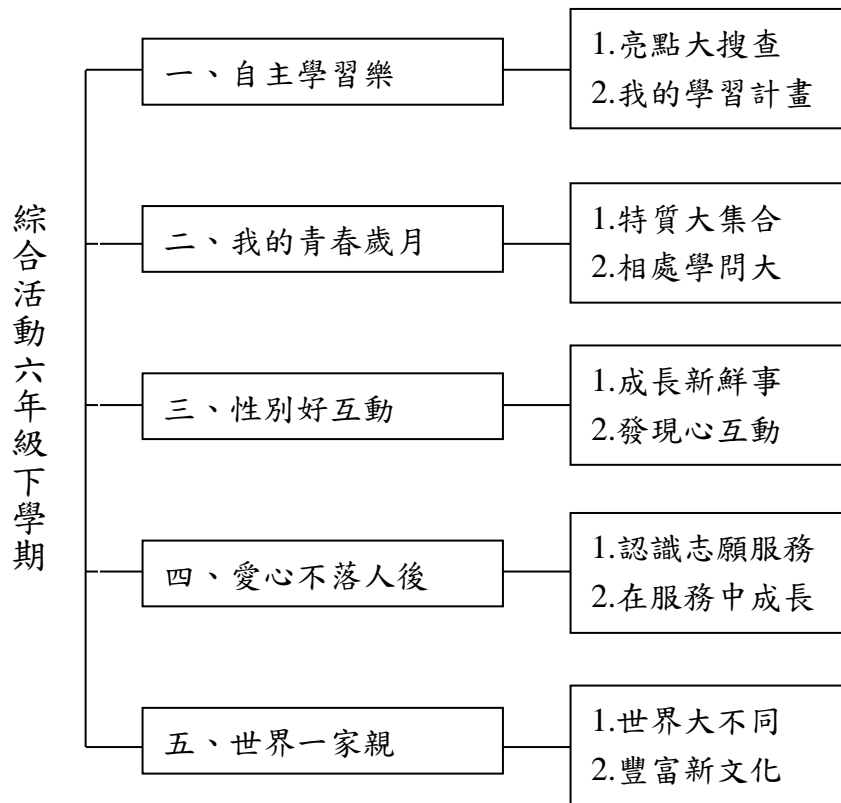 綜合活動六年級下學期
一、自主學習樂
1.亮點大搜查
2.我的學習計畫
二、我的青春歲月
1.特質大集合
2.相處學問大
三、性別好互動
1.成長新鮮事
2.發現心互動
四、愛心不落人後
1.認識志願服務
2.在服務中成長
五、世界一家親
1.世界大不同
2.豐富新文化